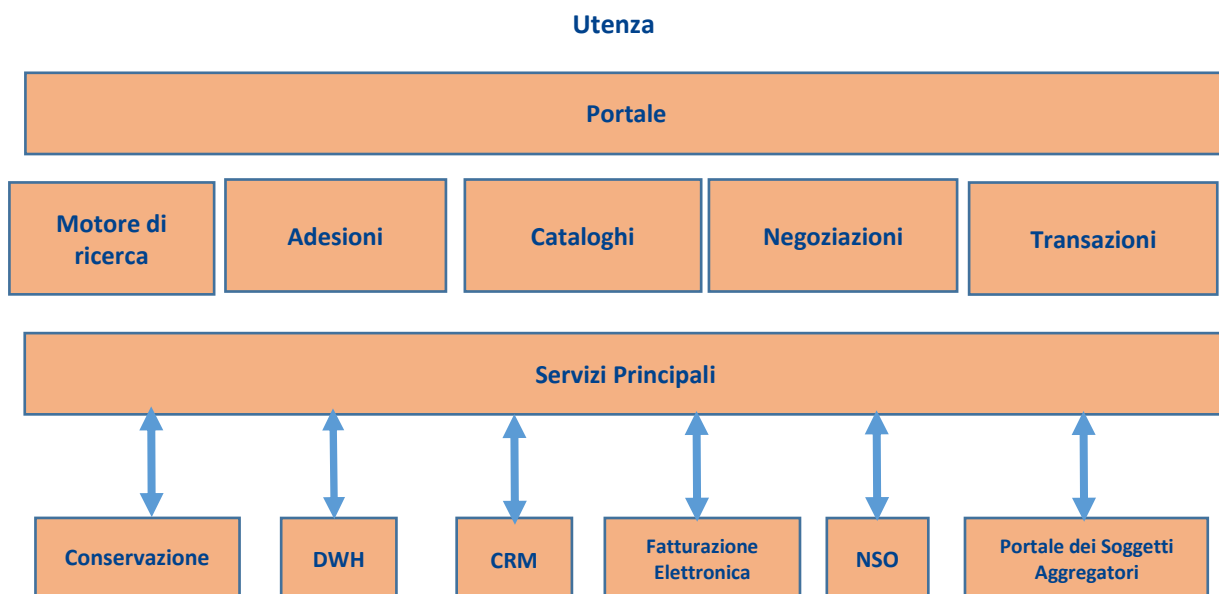 Utenza
Portale
Motore di
ricerca
Adesioni
Cataloghi
Negoziazioni
Transazioni
Servizi Principali
Conservazione
DWH
CRM
Fatturazione
Elettronica
NSO
Portale dei Soggetti
Aggregatori